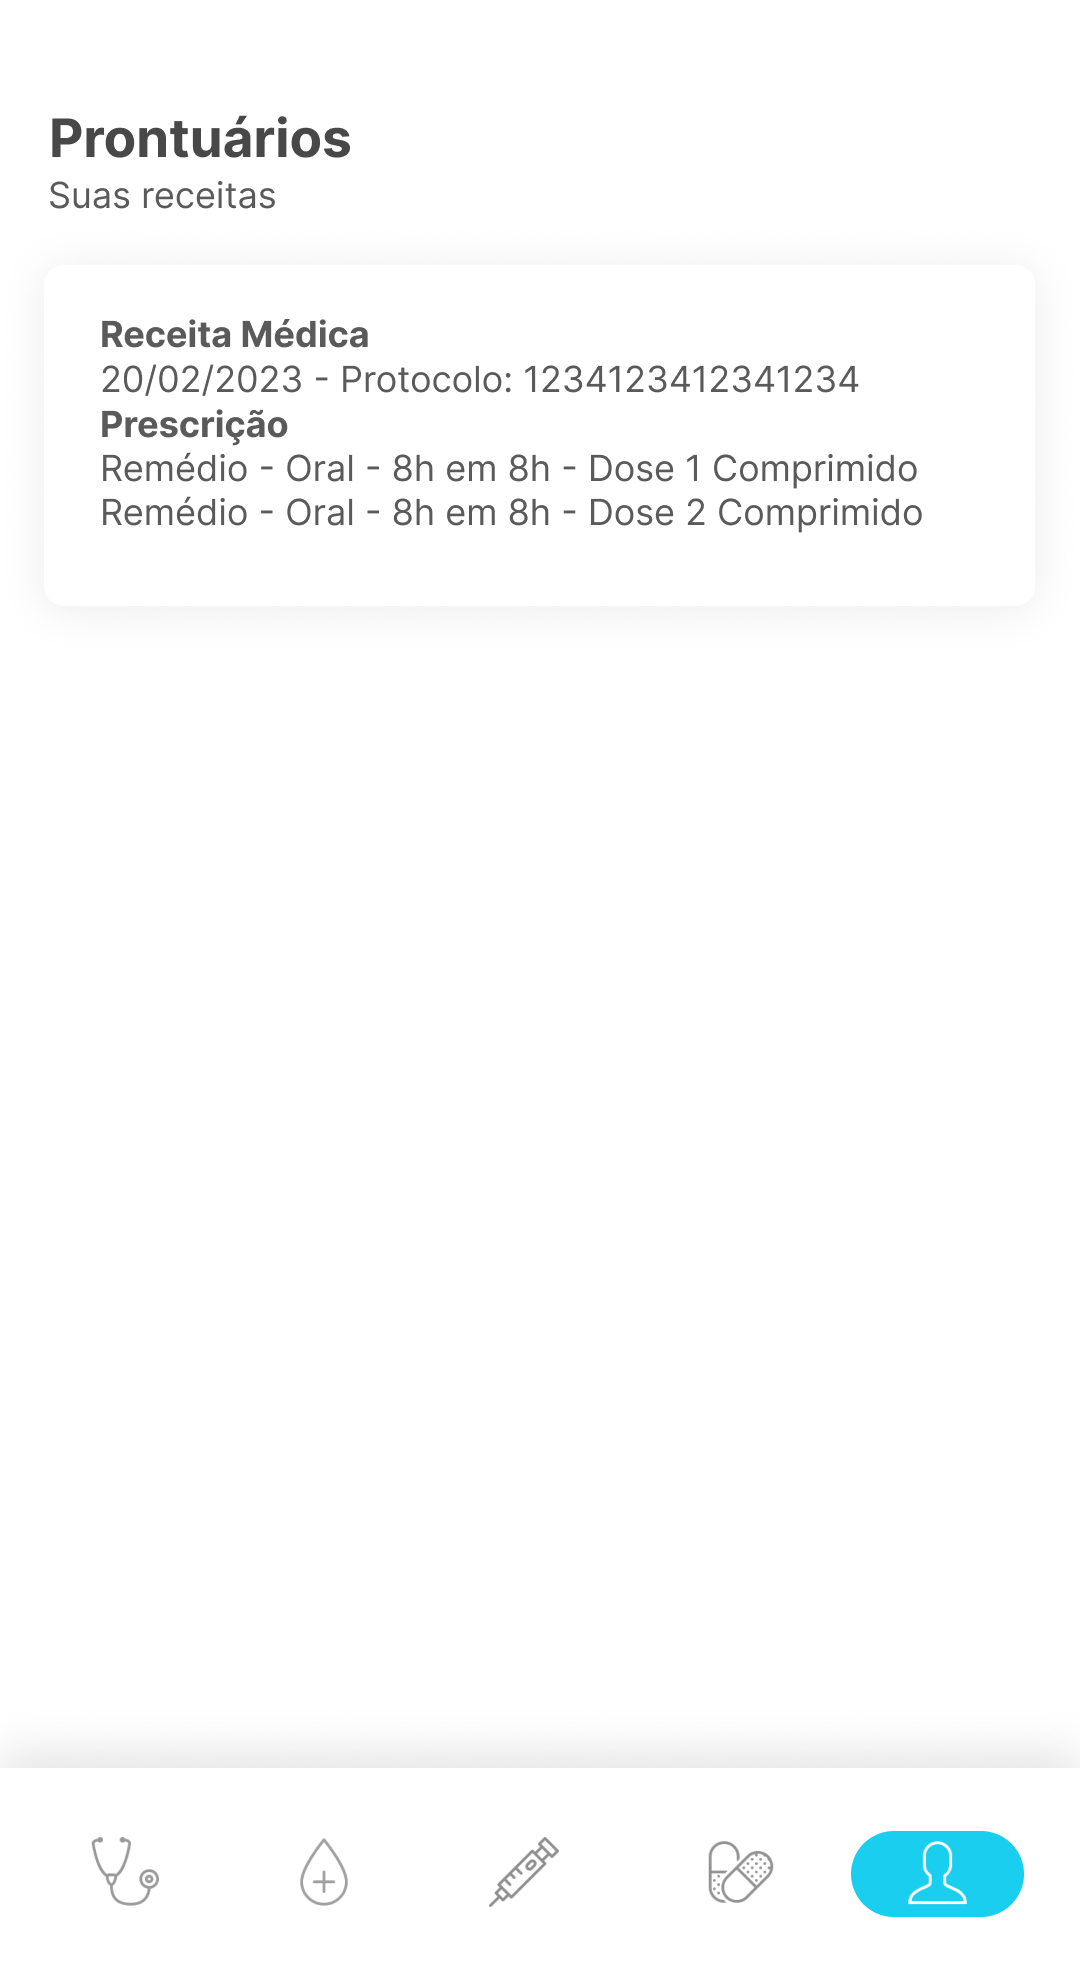 Prontuários
Suas receitas
Receita Médica
20/02/2023 - Protocolo: 1234123412341234
Prescrição
Remédio - Oral - 8h em 8h - Dose 1 Comprimido
Remédio - Oral - 8h em 8h - Dose 2 Comprimido